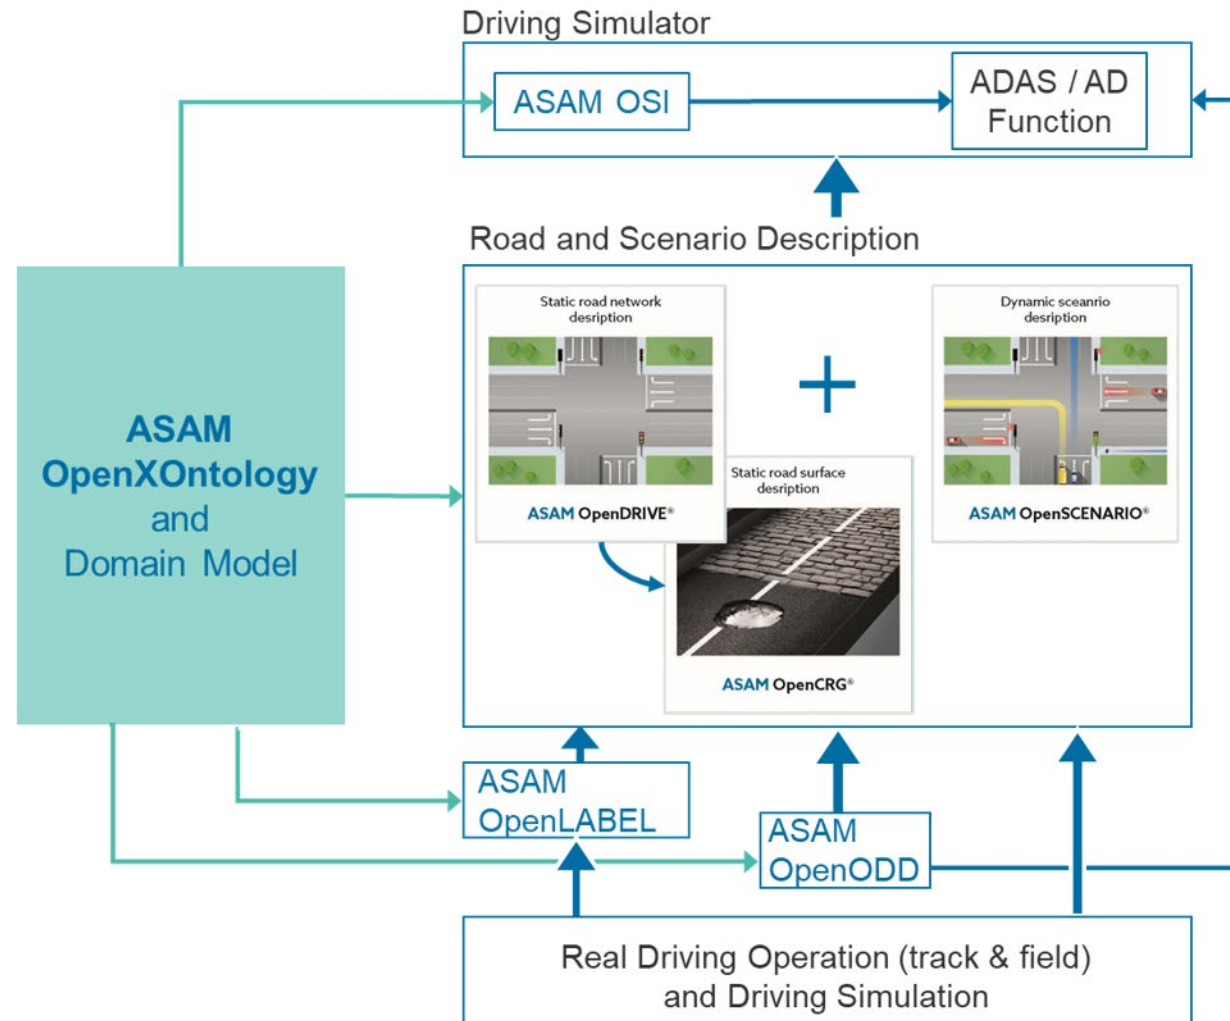 Driving Simulator
ASAM OSI
ADAS / AD
Function
Road and Scenario Description
ASAM
OpenXOntology
and
Domain Model
Static road network
desription
ASAM OpenDRIVE®
Static road surface
desription
ASAM OpenCRG®
Dynamic sceanrio
desription
ASAM OpenSCENARIO®
ASAM
OpenLABEL
ASAM
OpenODD
Real Driving Operation (track & field)
and Driving Simulation